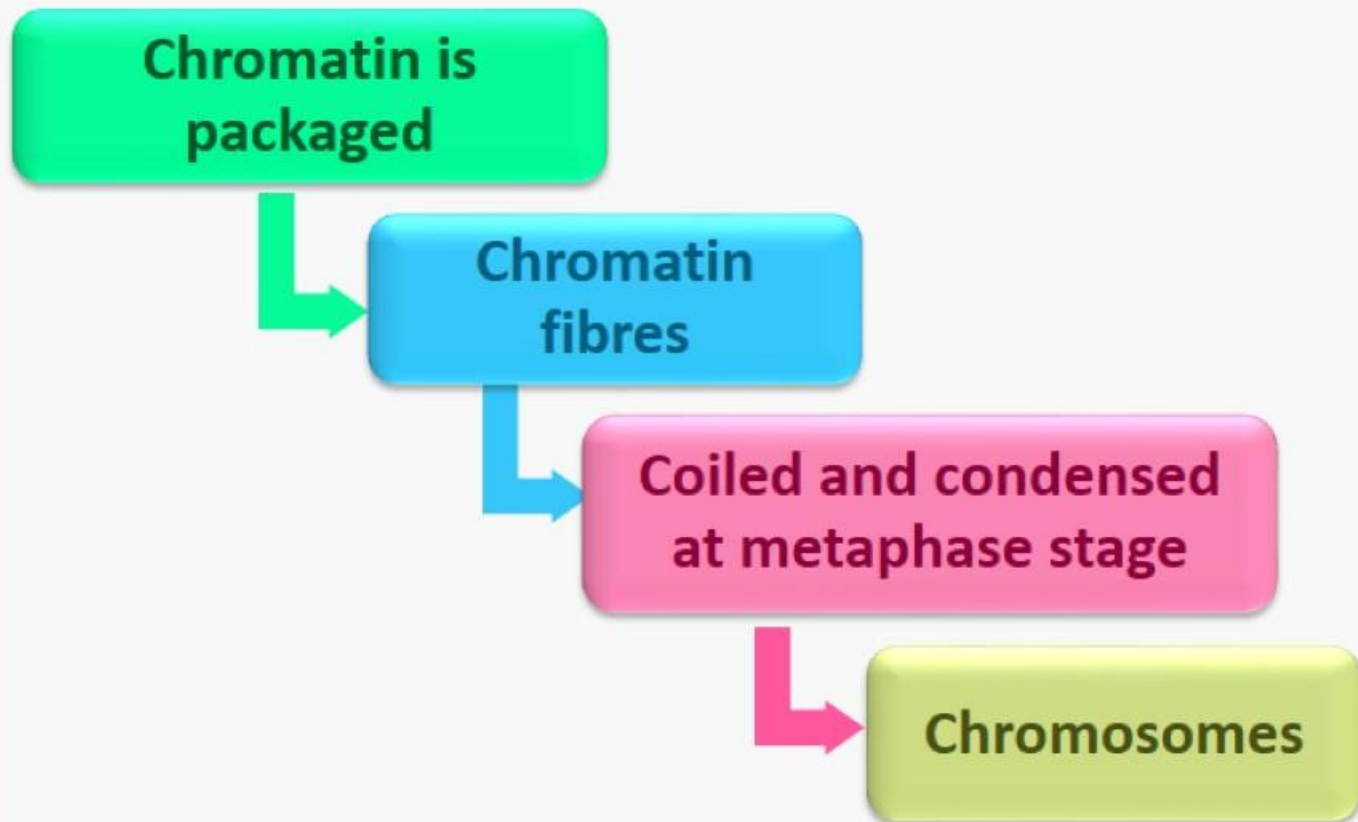 Chromatin is
packaged
Chromatin
fibres
Coiled and condensed
at metaphase stage
Chromosomes